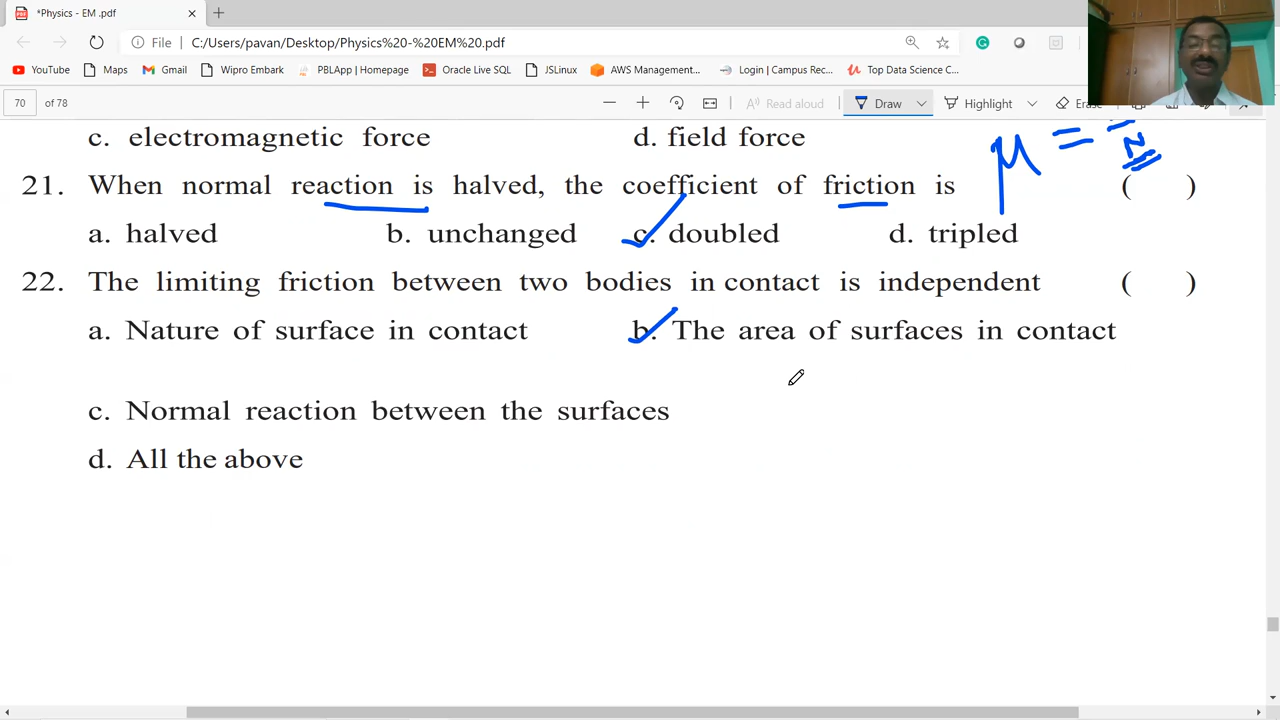 *Physics - EM .pdf
File C:/Users/pavan/Desktop/Physics%20-%20EM%20.pdf
YouTube Maps Gmail Wipro Embark PBLApp | Homepage Oracle Live SQL JSLinux AWS Management... Login | Campus Rec... Top Data Science C...
70 of 78 Read aloud Draw Highlight Erase
c. electromagnetic force d. field force
μ = N
21. When normal reaction is halved, the coefficient of friction is ( )
a. halved b. unchanged c. doubled d. tripled
22. The limiting friction between two bodies in contact is independent ( )
a. Nature of surface in contact b. The area of surfaces in contact
c. Normal reaction between the surfaces
d. All the above